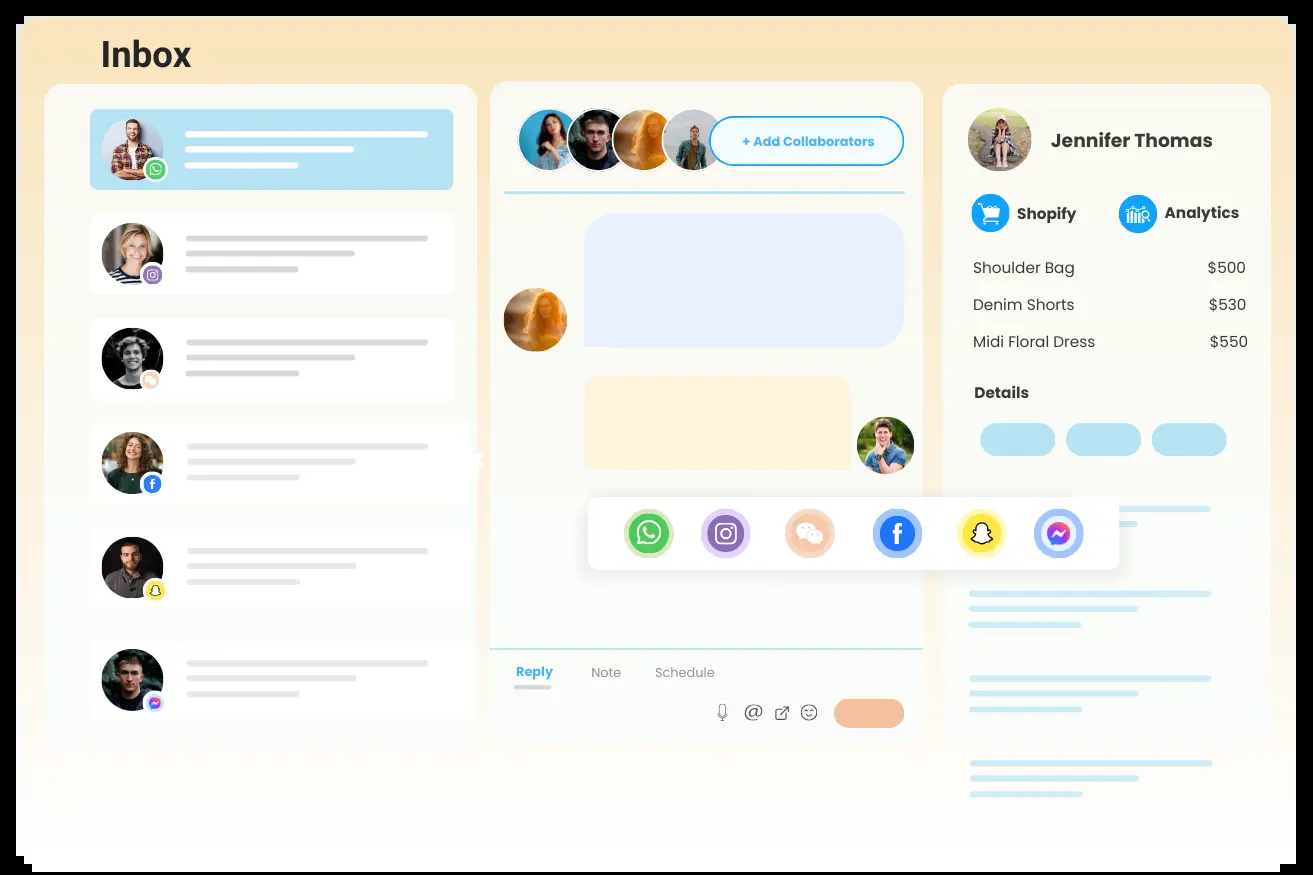 Inbox
+ Add Collaborators
Jennifer Thomas
Shopify
Analytics
Shoulder Bag $500
Denim Shorts $530
Midi Floral Dress $550
Details
Reply Note Schedule